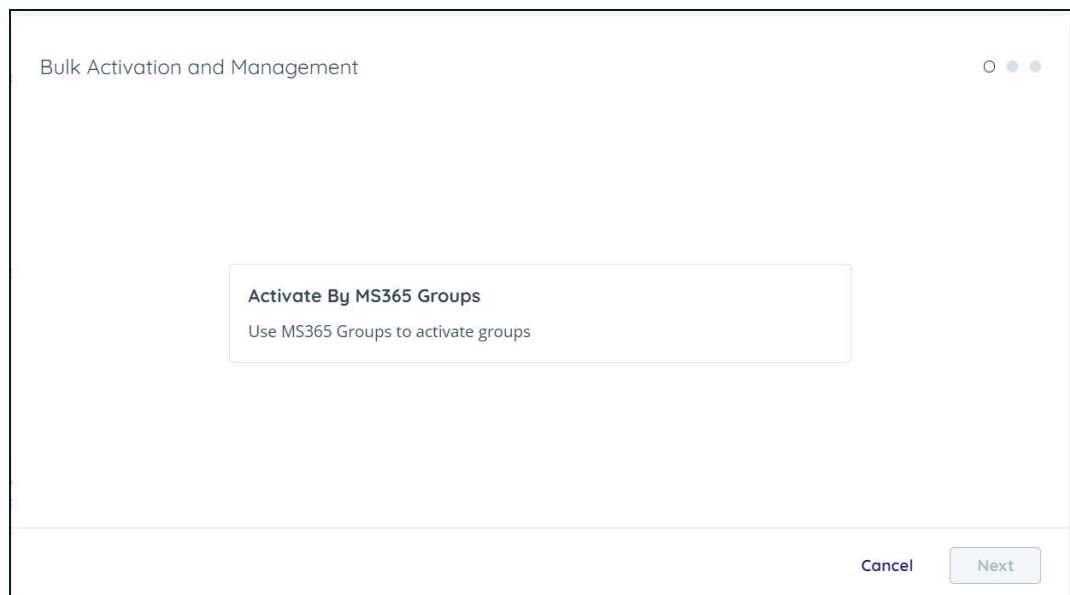 Bulk Activation and Management
Activate By MS365 Groups
Use MS365 Groups to activate groups
Cancel
Next